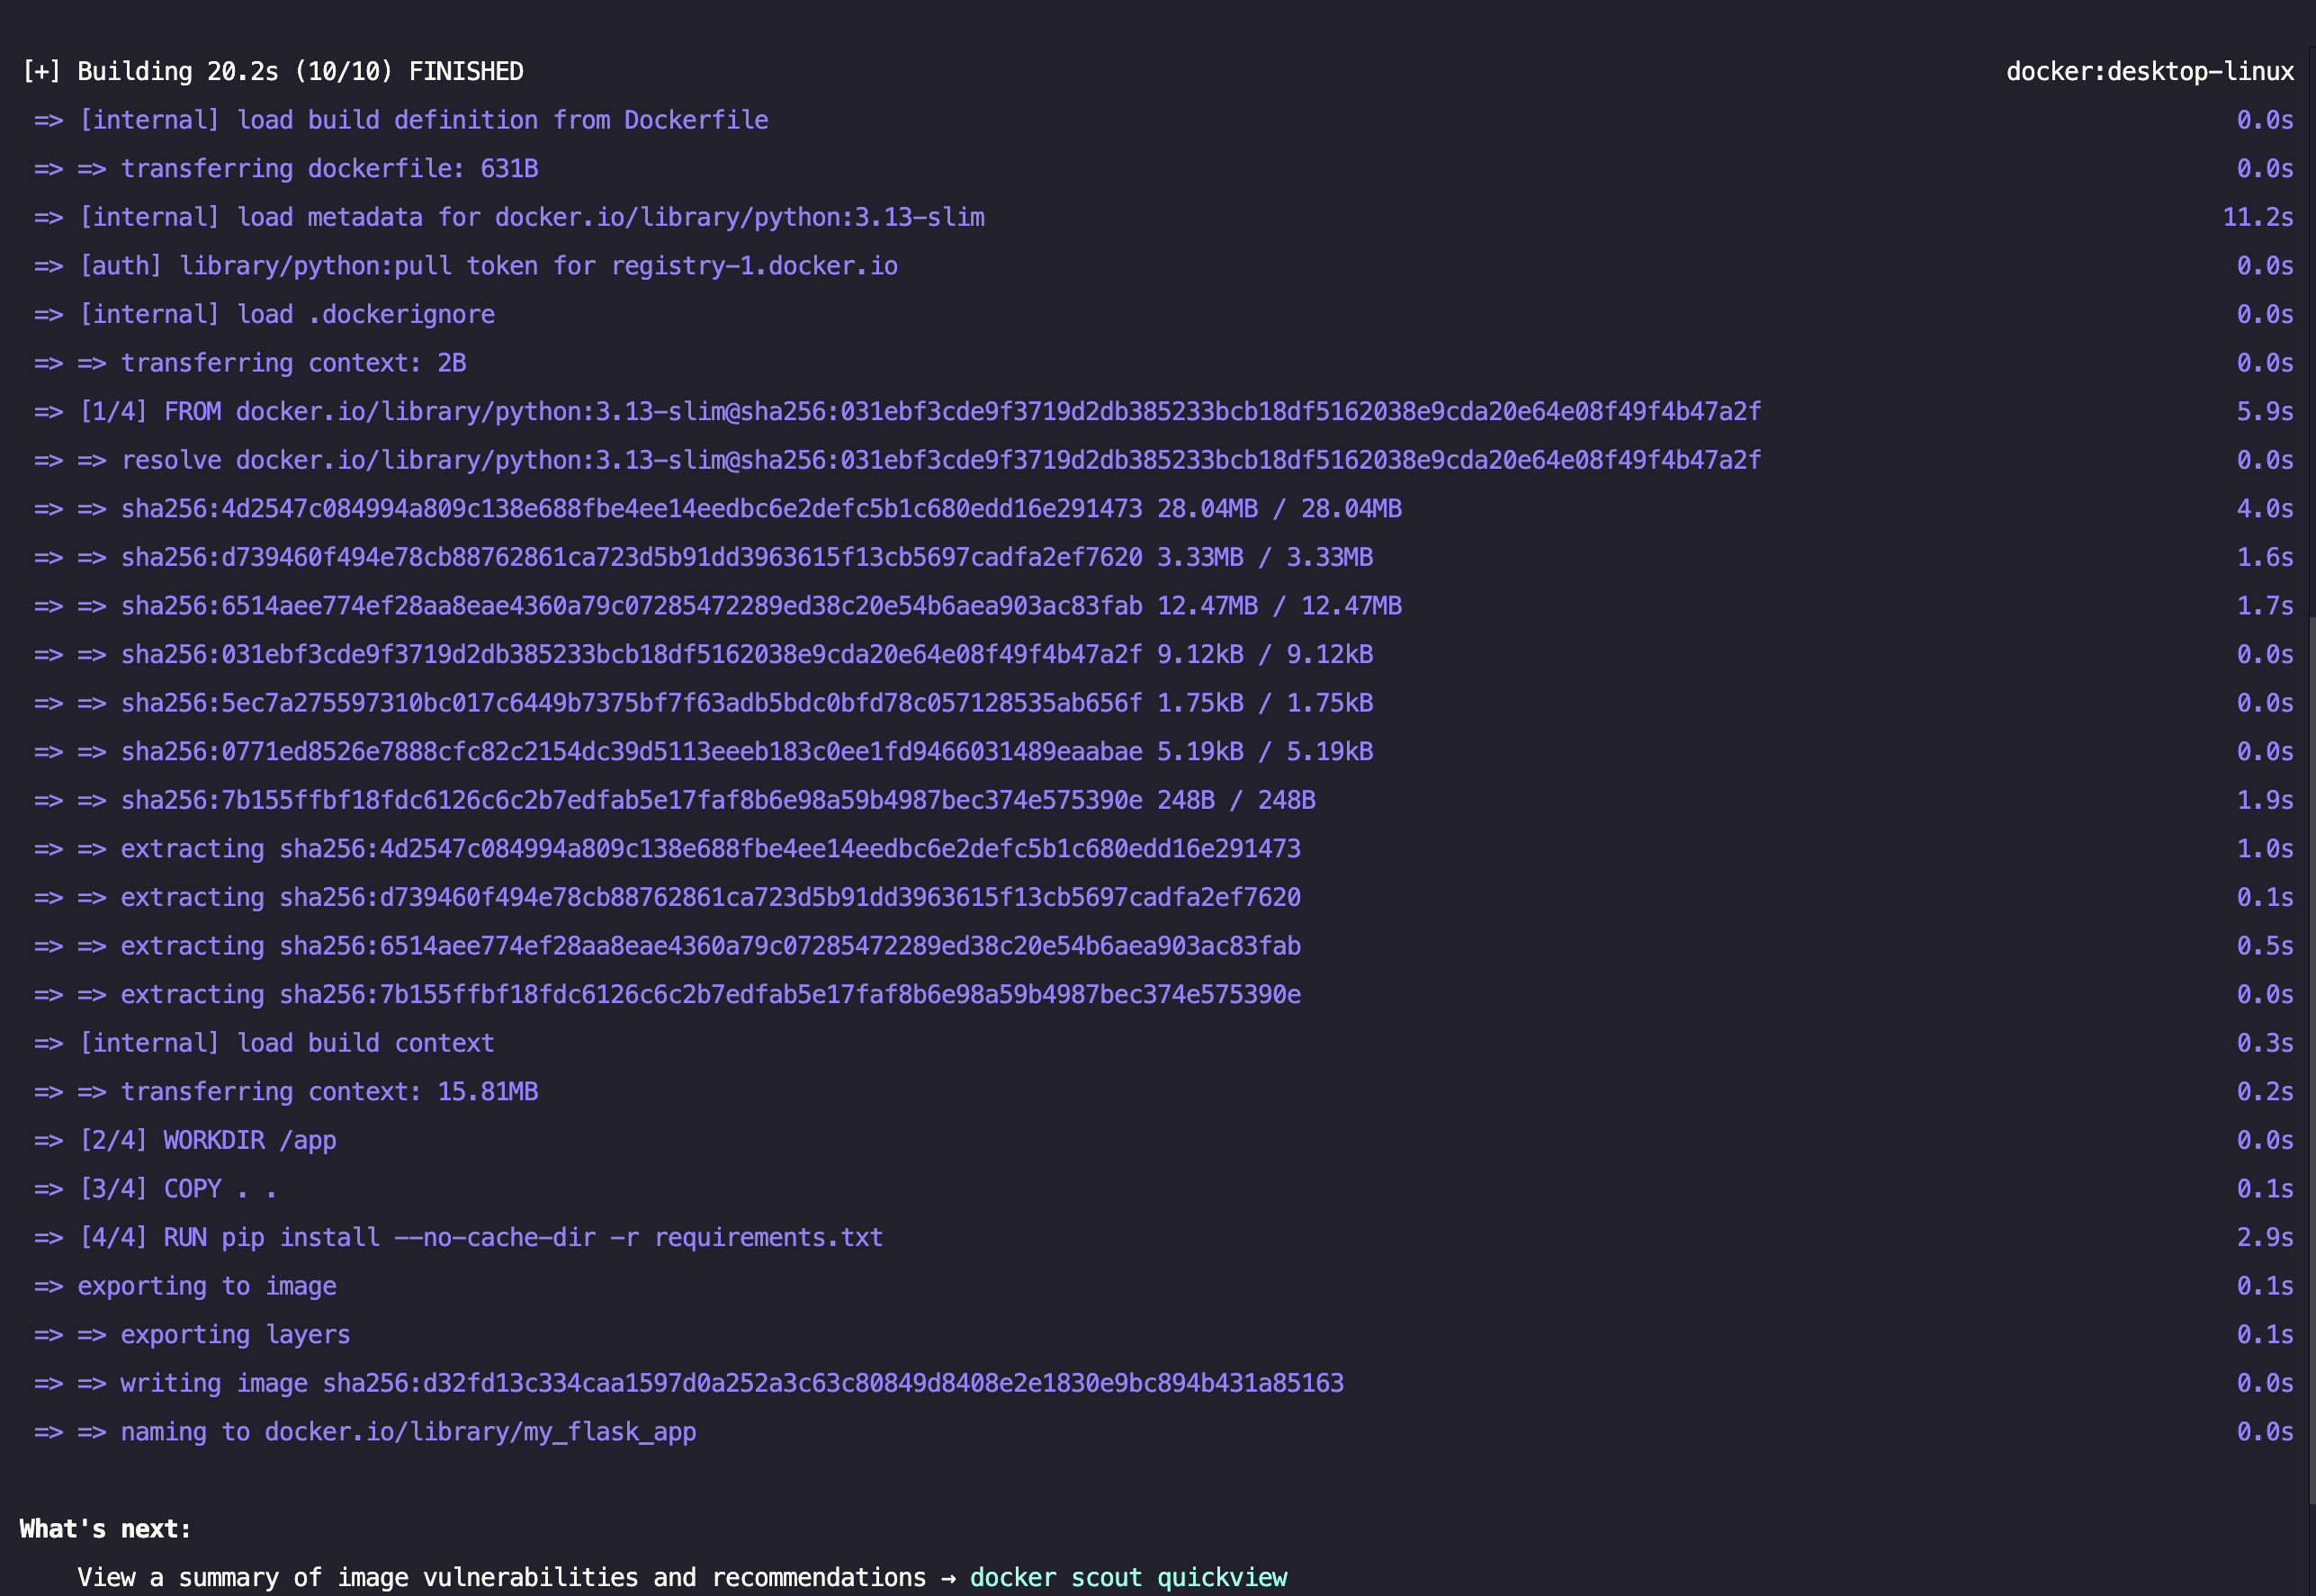 [+] Building 20.2s (10/10) FINISHED docker:desktop-linux
=> [internal] load build definition from Dockerfile 0.0s
=> => transferring dockerfile: 631B 0.0s
=> [internal] load metadata for docker.io/library/python:3.13-slim 11.2s
=> [auth] library/python:pull token for registry-1.docker.io 0.0s
=> [internal] load .dockerignore 0.0s
=> => transferring context: 2B 0.0s
=> [1/4] FROM docker.io/library/python:3.13-slim@sha256:031ebf3cde9f3719d2db385233bcb18df5162038e9cda20e64e08f49f4b47a2f 5.9s
=> => resolve docker.io/library/python:3.13-slim@sha256:031ebf3cde9f3719d2db385233bcb18df5162038e9cda20e64e08f49f4b47a2f 0.0s
=> => sha256:4d2547c084994a809c138e688fbe4ee14eedbc6e2defc5b1c680edd16e291473 28.04MB / 28.04MB 4.0s
=> => sha256:d739460f494e78cb88762861ca723d5b91dd3963615f13cb5697cadfa2ef7620 3.33MB / 3.33MB 1.6s
=> => sha256:6514aee774ef28aa8eae4360a79c07285472289ed38c20e54b6aea903ac83fab 12.47MB / 12.47MB 1.7s
=> => sha256:031ebf3cde9f3719d2db385233bcb18df5162038e9cda20e64e08f49f4b47a2f 9.12kB / 9.12kB 0.0s
=> => sha256:5ec7a275597310bc017c6449b7375bf7f63adb5bdc0bfd78c057128535ab656f 1.75kB / 1.75kB 0.0s
=> => sha256:0771ed8526e7888cfc82c2154dc39d5113eeeb183c0ee1fd9466031489eaabae 5.19kB / 5.19kB 0.0s
=> => sha256:7b155ffbf18fdc6126c6c2b7edfab5e17faf8b6e98a59b4987bec374e575390e 248B / 248B 1.9s
=> => extracting sha256:4d2547c084994a809c138e688fbe4ee14eedbc6e2defc5b1c680edd16e291473 1.0s
=> => extracting sha256:d739460f494e78cb88762861ca723d5b91dd3963615f13cb5697cadfa2ef7620 0.1s
=> => extracting sha256:6514aee774ef28aa8eae4360a79c07285472289ed38c20e54b6aea903ac83fab 0.5s
=> => extracting sha256:7b155ffbf18fdc6126c6c2b7edfab5e17faf8b6e98a59b4987bec374e575390e 0.0s
=> [internal] load build context 0.3s
=> => transferring context: 15.81MB 0.2s
=> [2/4] WORKDIR /app 0.0s
=> [3/4] COPY . . 0.1s
=> [4/4] RUN pip install --no-cache-dir -r requirements.txt 2.9s
=> exporting to image 0.1s
=> => exporting layers 0.1s
=> => writing image sha256:d32fd13c334caa1597d0a252a3c63c80849d8408e2e1830e9bc894b431a85163 0.0s
=> => naming to docker.io/library/my_flask_app 0.0s
What's next:
View a summary of image vulnerabilities and recommendations → docker scout quickview